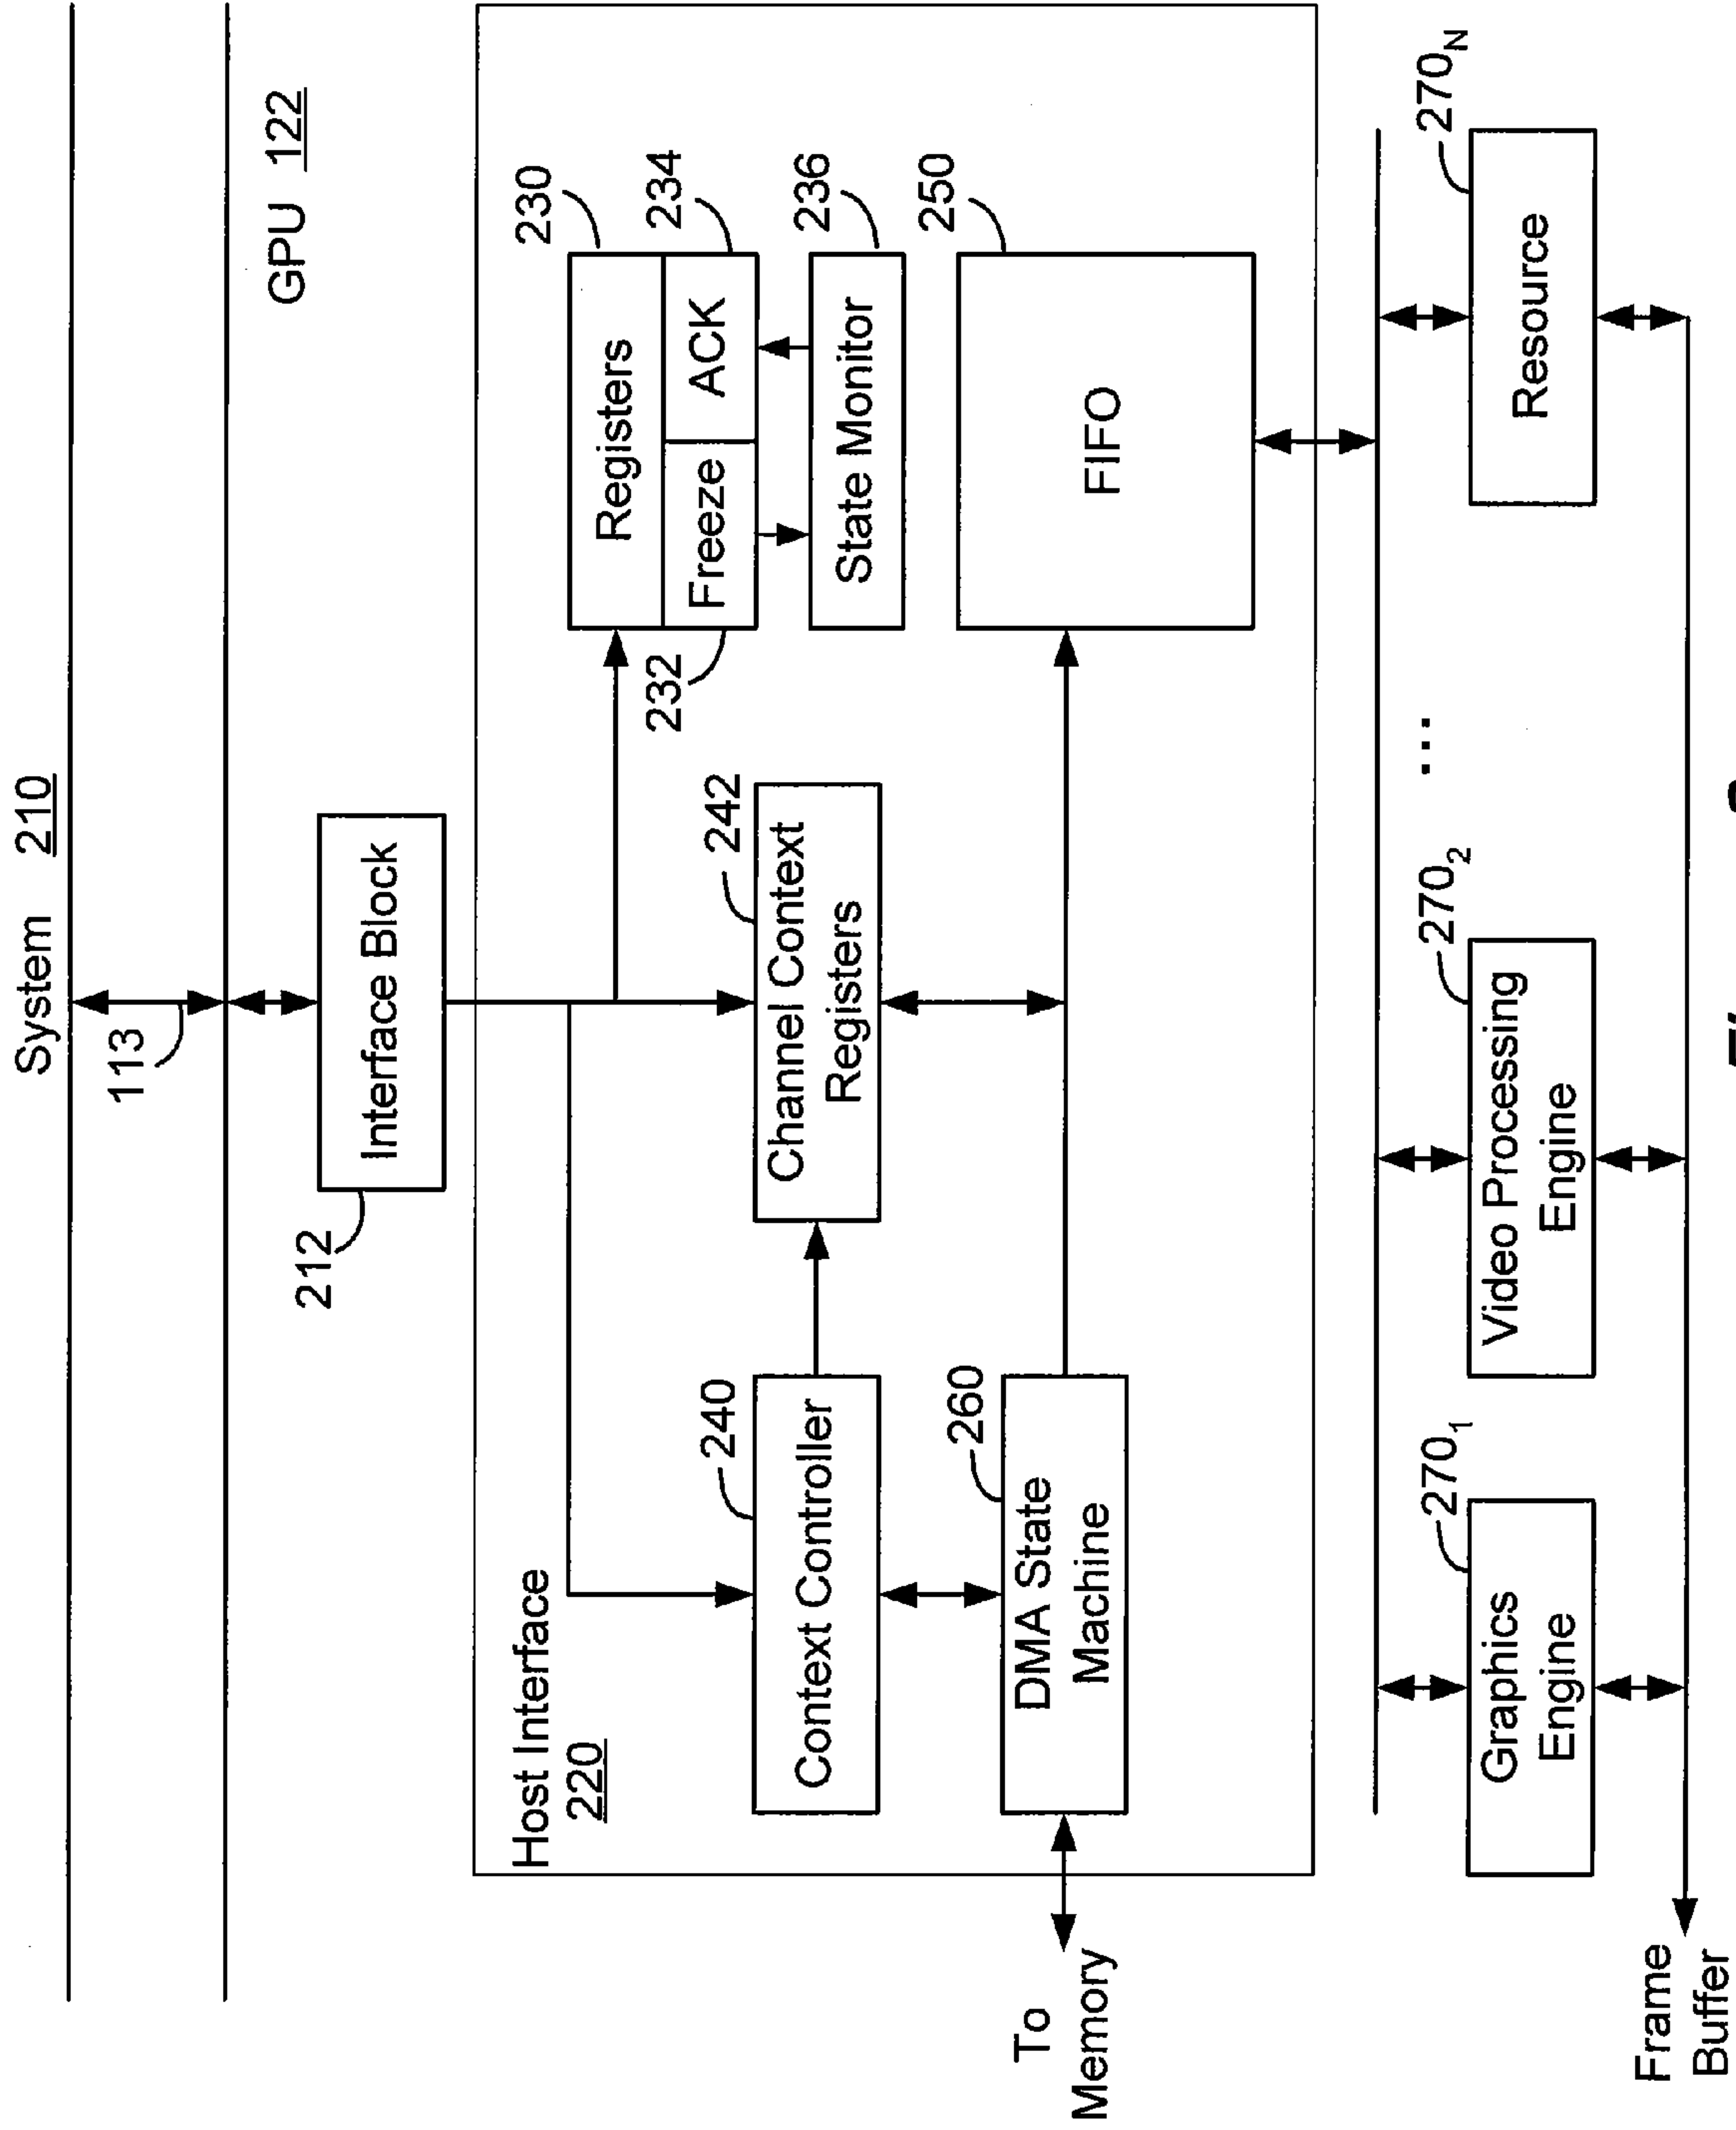 System 210
113
GPU 122
212
Interface Block
Host Interface
220
230
Registers
Freeze
ACK
232
234
State Monitor
236
240
Context Controller
242
Channel Context
Registers
250
FIFO
260
DMA State
Machine
To
Memory
270₁
Graphics
Engine
270₂
Video Processing
Engine
...
270N
Resource
Frame
Buffer